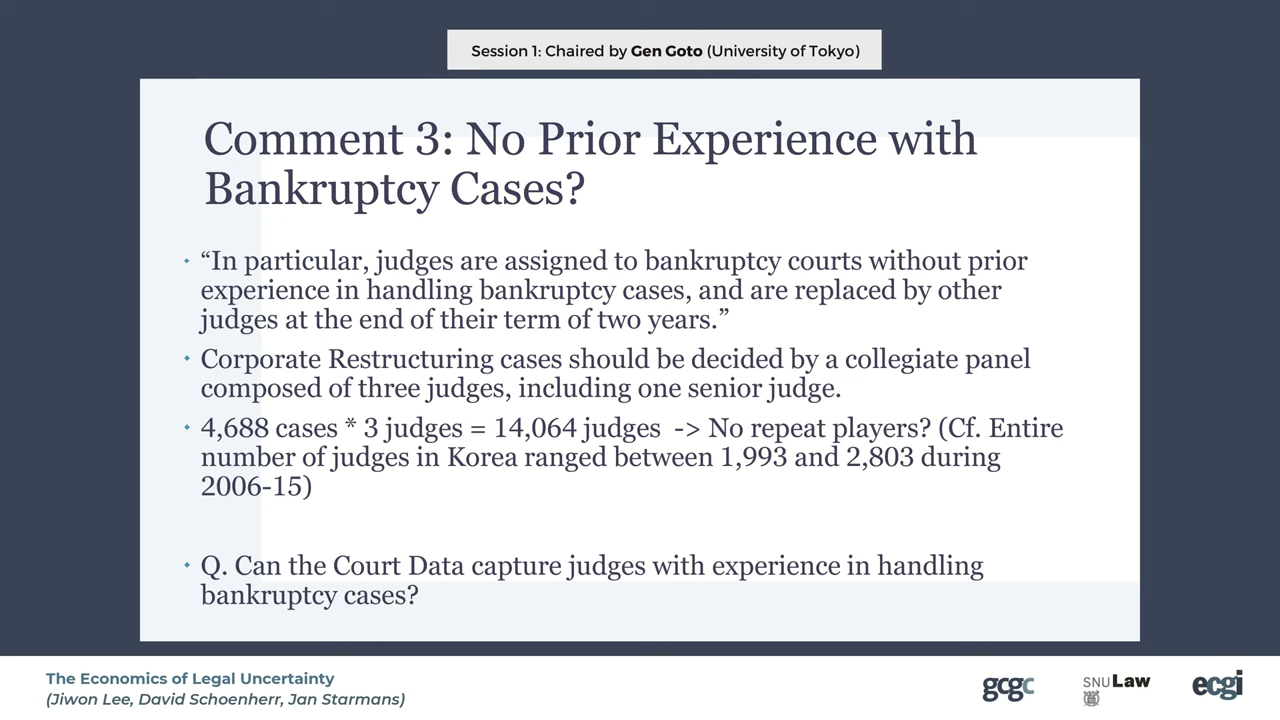 Session 1: Chaired by Gen Goto (University of Tokyo)
Comment 3: No Prior Experience with
Bankruptcy Cases?
“In particular, judges are assigned to bankruptcy courts without prior
experience in handling bankruptcy cases, and are replaced by other
judges at the end of their term of two years.”
Corporate Restructuring cases should be decided by a collegiate panel
composed of three judges, including one senior judge.
4,688 cases * 3 judges = 14,064 judges -> No repeat players? (Cf. Entire
number of judges in Korea ranged between 1,993 and 2,803 during
2006-15)
Q. Can the Court Data capture judges with experience in handling
bankruptcy cases?
The Economics of Legal Uncertainty
(Jiwon Lee, David Schoenherr, Jan Starmans)
gcgc
SNU Law
ecgi